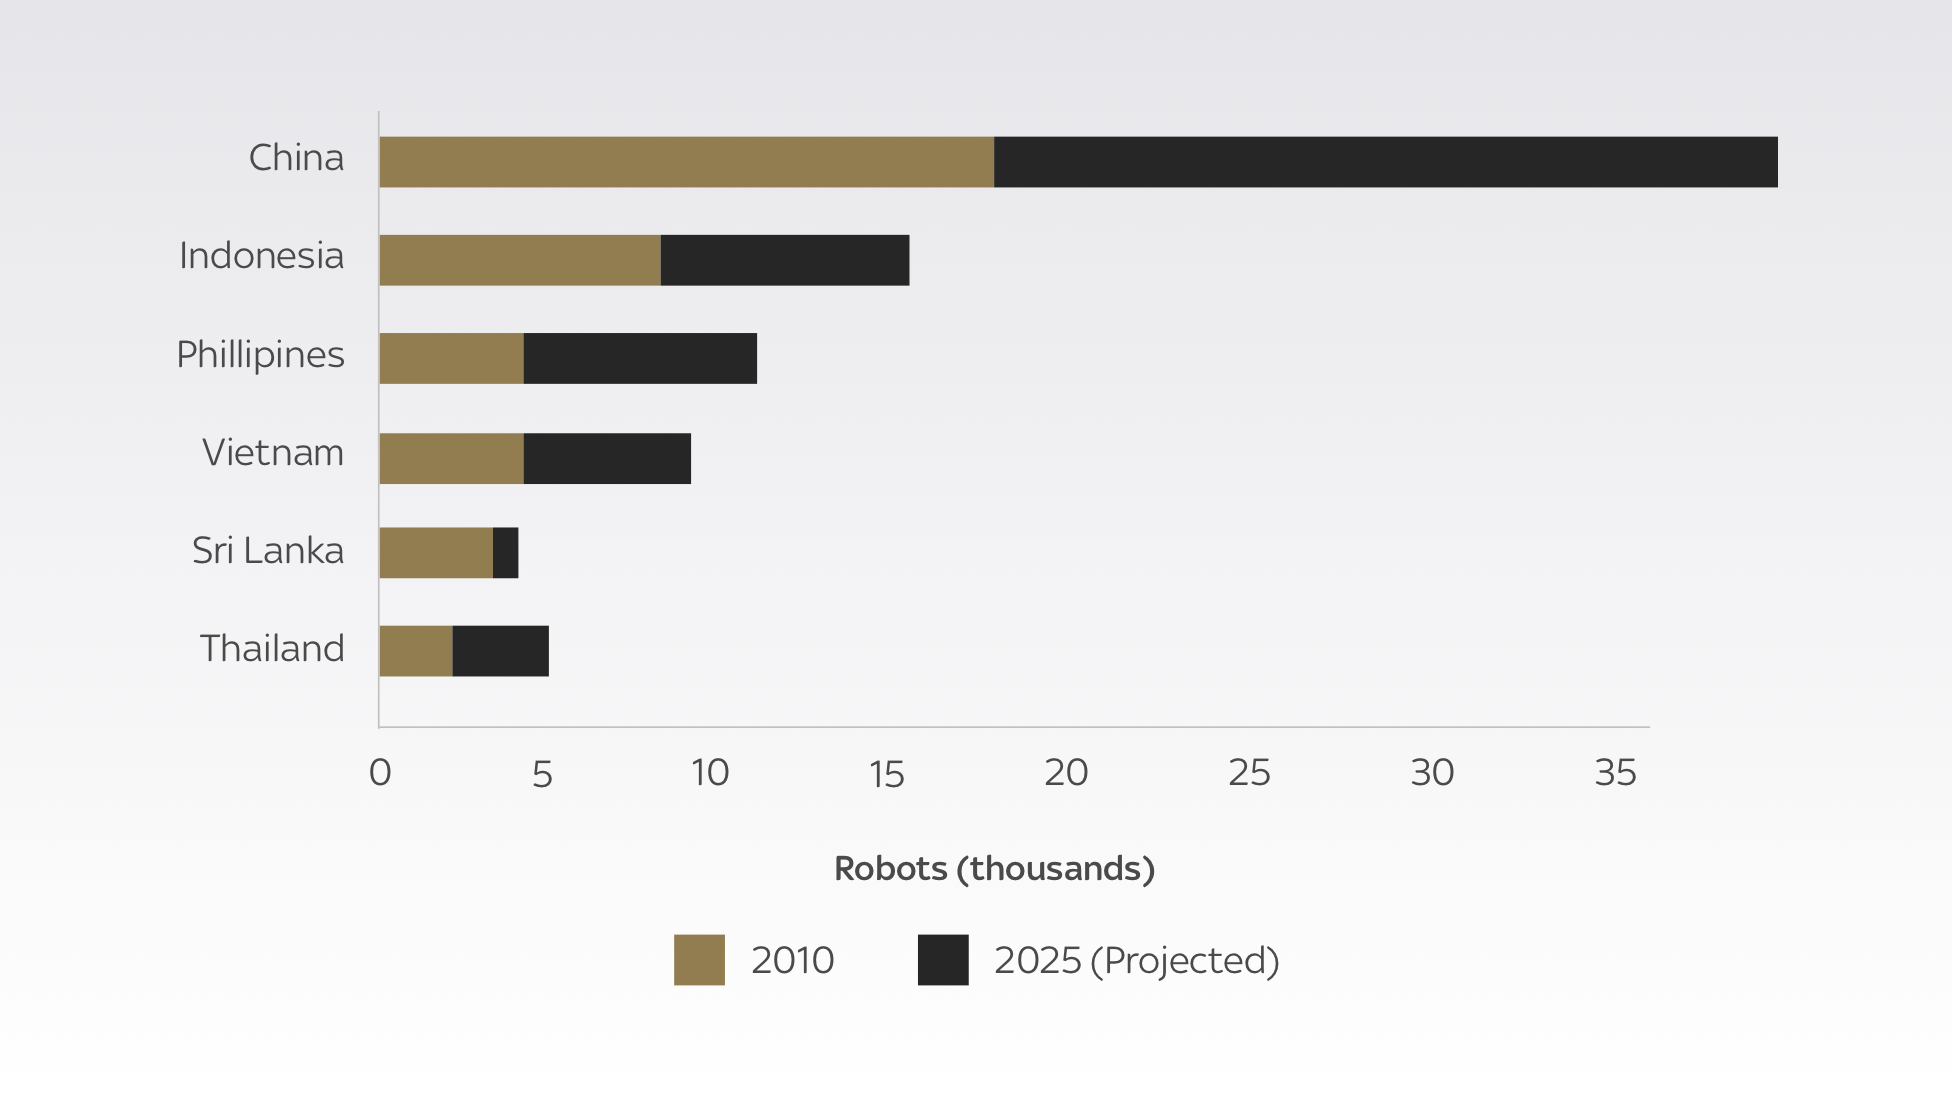 China
Indonesia
Phillipines
Vietnam
Sri Lanka
Thailand
0 5 10 15 20 25 30 35
Robots (thousands)
2010 2025 (Projected)